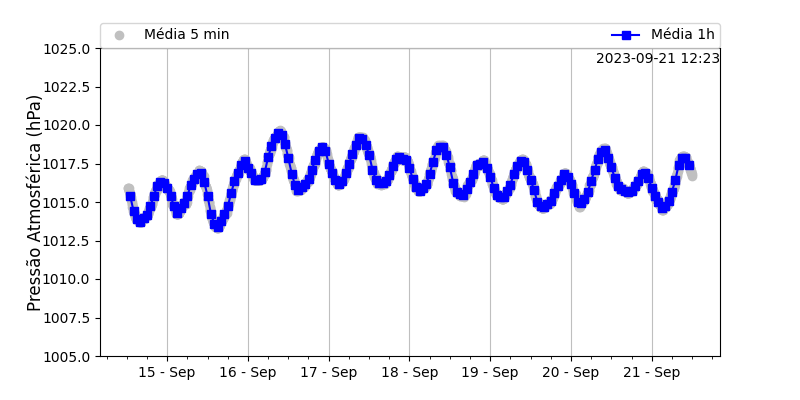 Média 5 min
Média 1h
2023-09-21 12:23
Pressão Atmosférica (hPa)
1025.0
1022.5
1020.0
1017.5
1015.0
1012.5
1010.0
1007.5
1005.0
15 - Sep
16 - Sep
17 - Sep
18 - Sep
19 - Sep
20 - Sep
21 - Sep